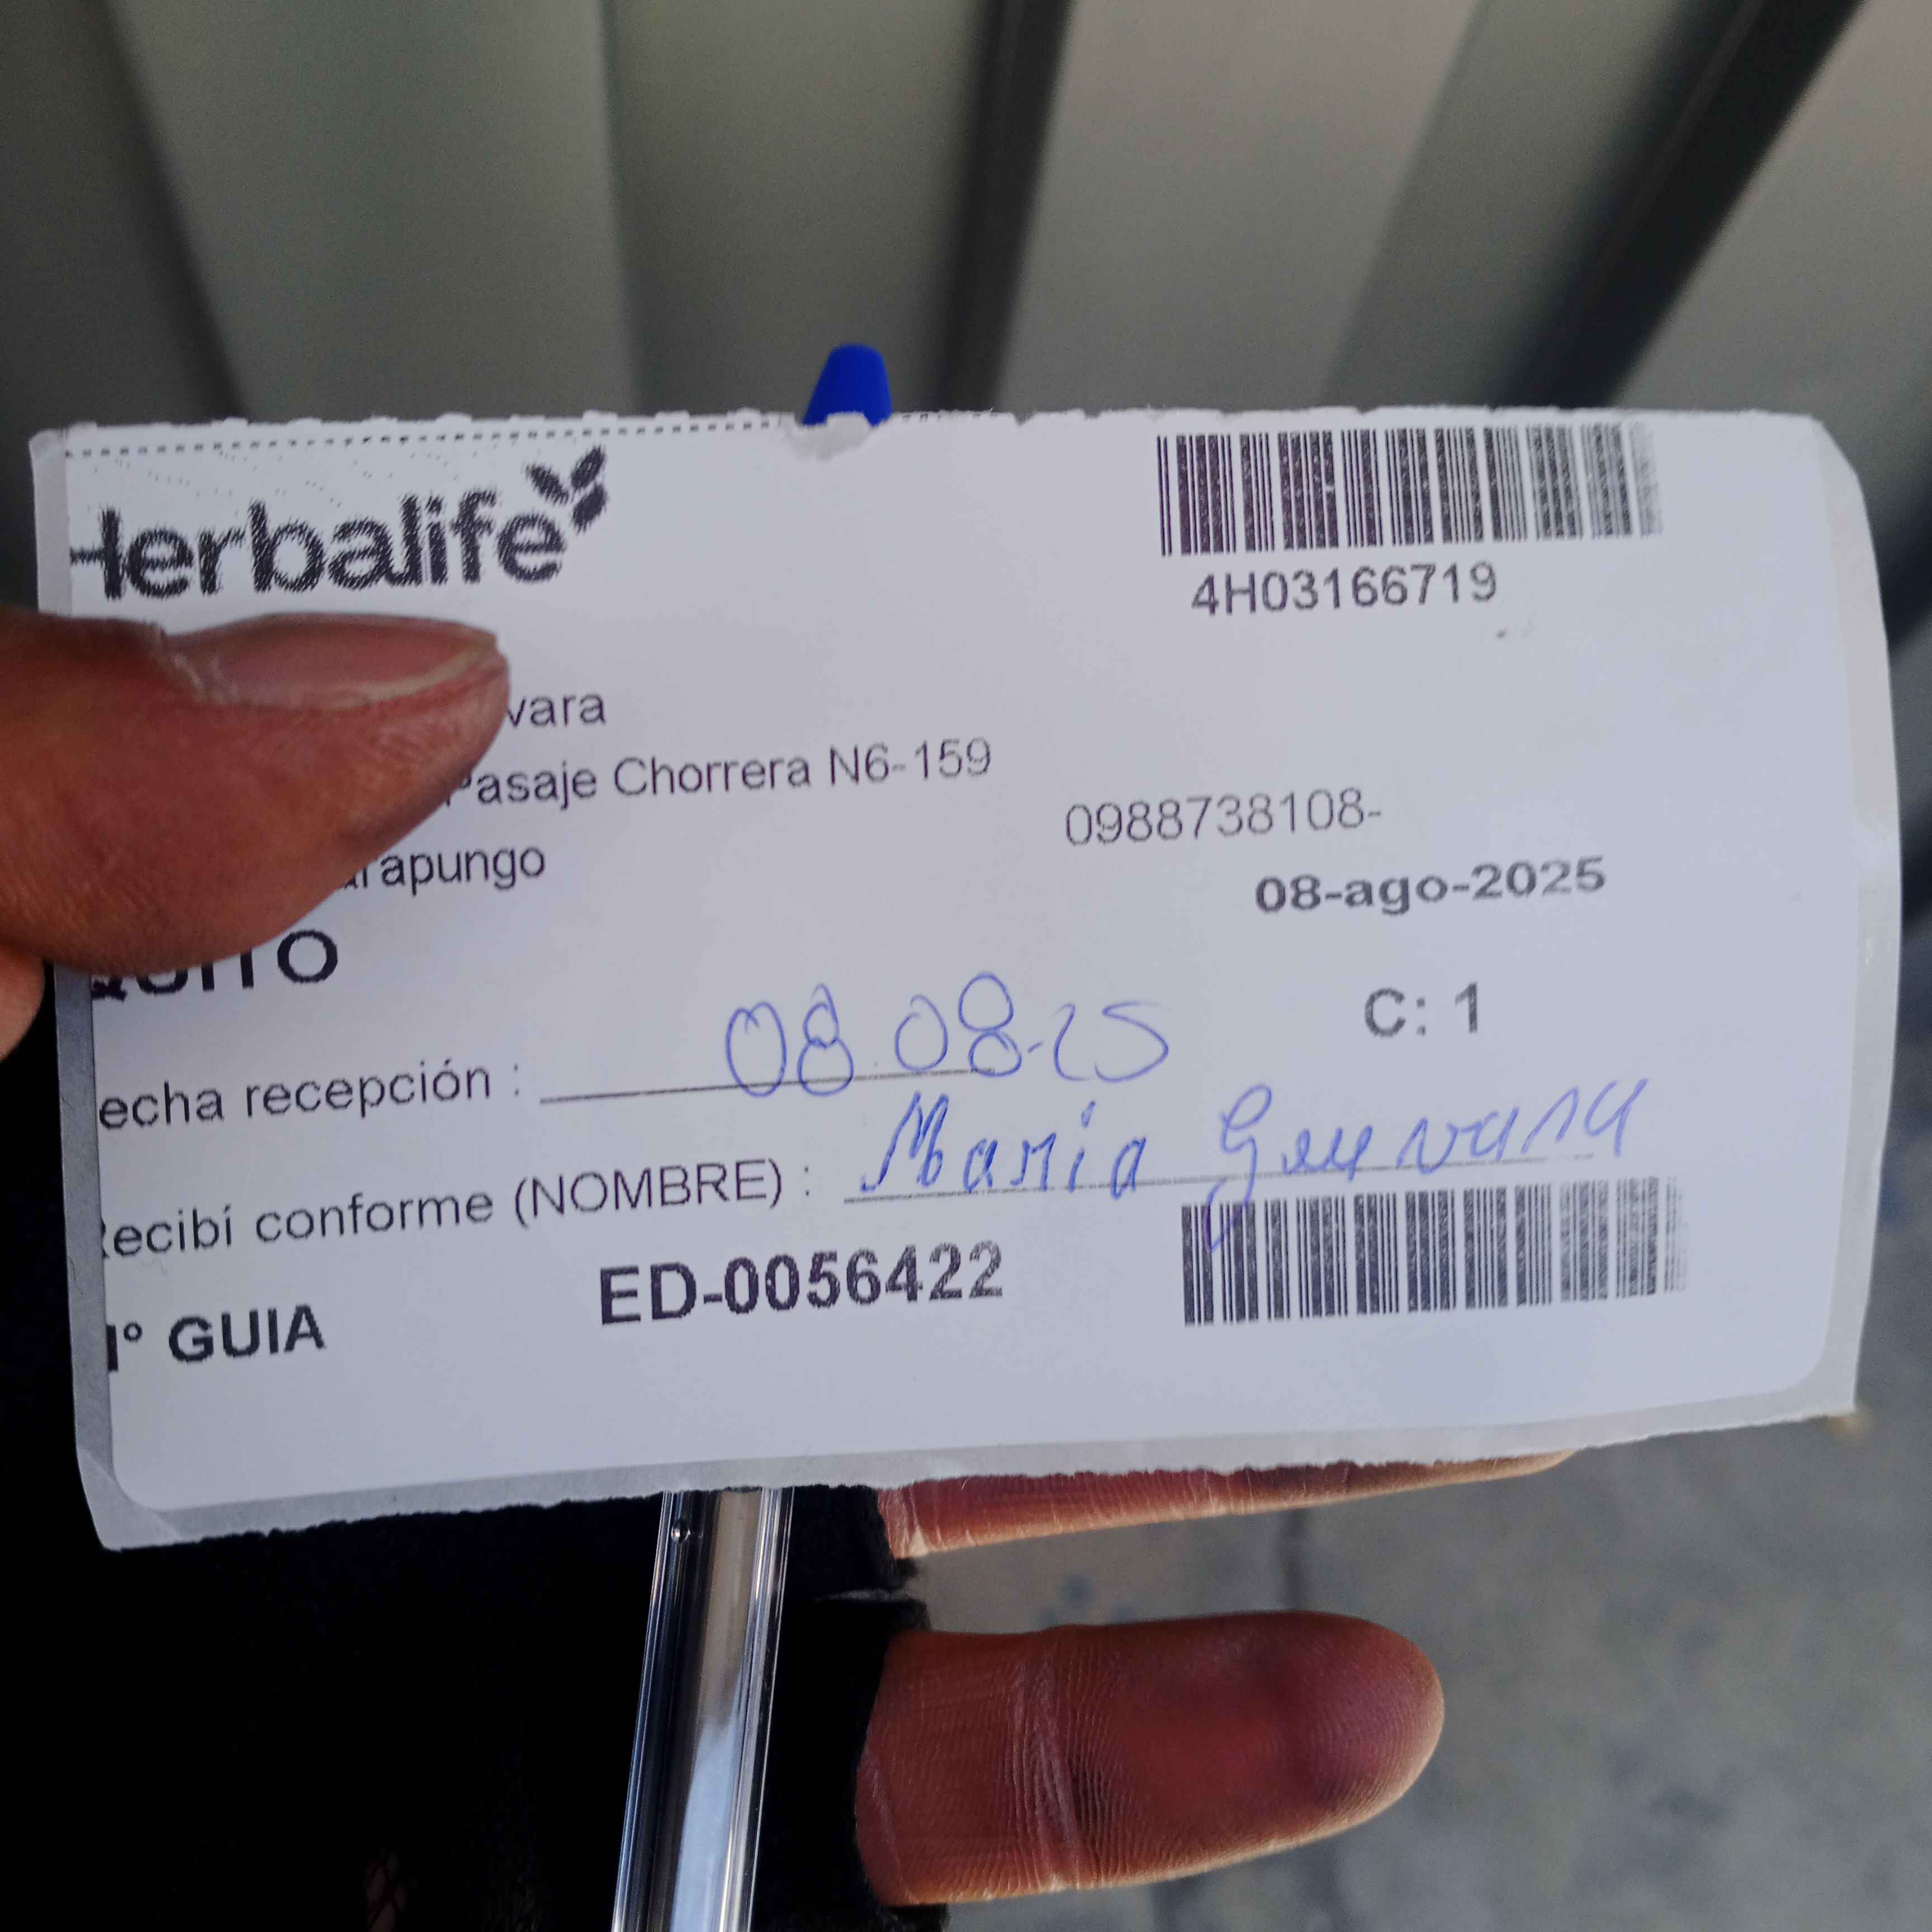 Herbalife
4H03166719
vara
Pasaje Chorrera N6-159
0988738108-
arapungo
08-ago-2025
QUITO
C: 1
echa recepción : 08.08-25
Recibí conforme (NOMBRE) : Maria Guevara
N° GUIA ED-0056422